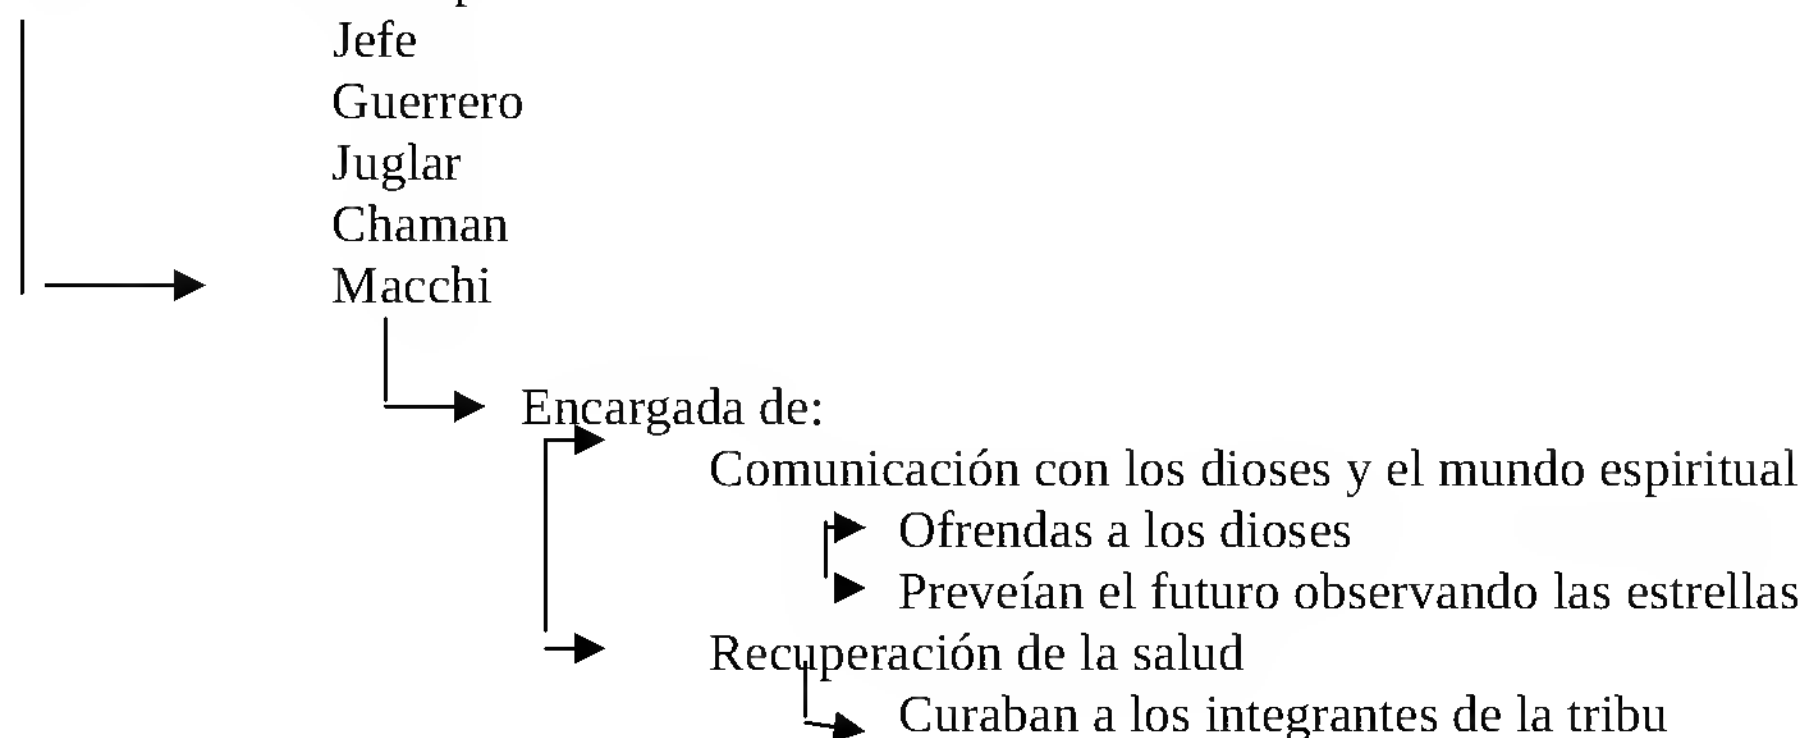 Jefe
Guerrero
Juglar
Chaman
Macchi
Encargada de:
Comunicación con los dioses y el mundo espiritual
Ofrendas a los dioses
Preveían el futuro observando las estrellas
Recuperación de la salud
Curaban a los integrantes de la tribu